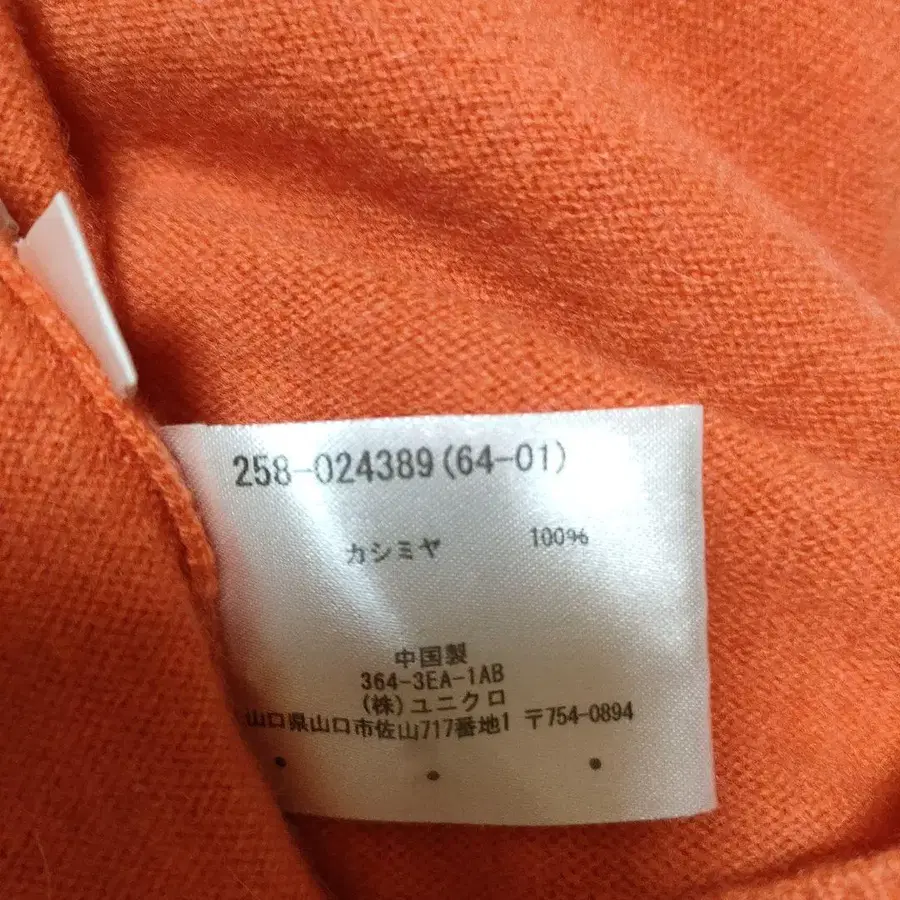 258-024389(64-01)
カシミヤ 100%
中国製
364-3EA-1AB
(株)ユニクロ
山口県山口市佐山717番地1 〒754-0894